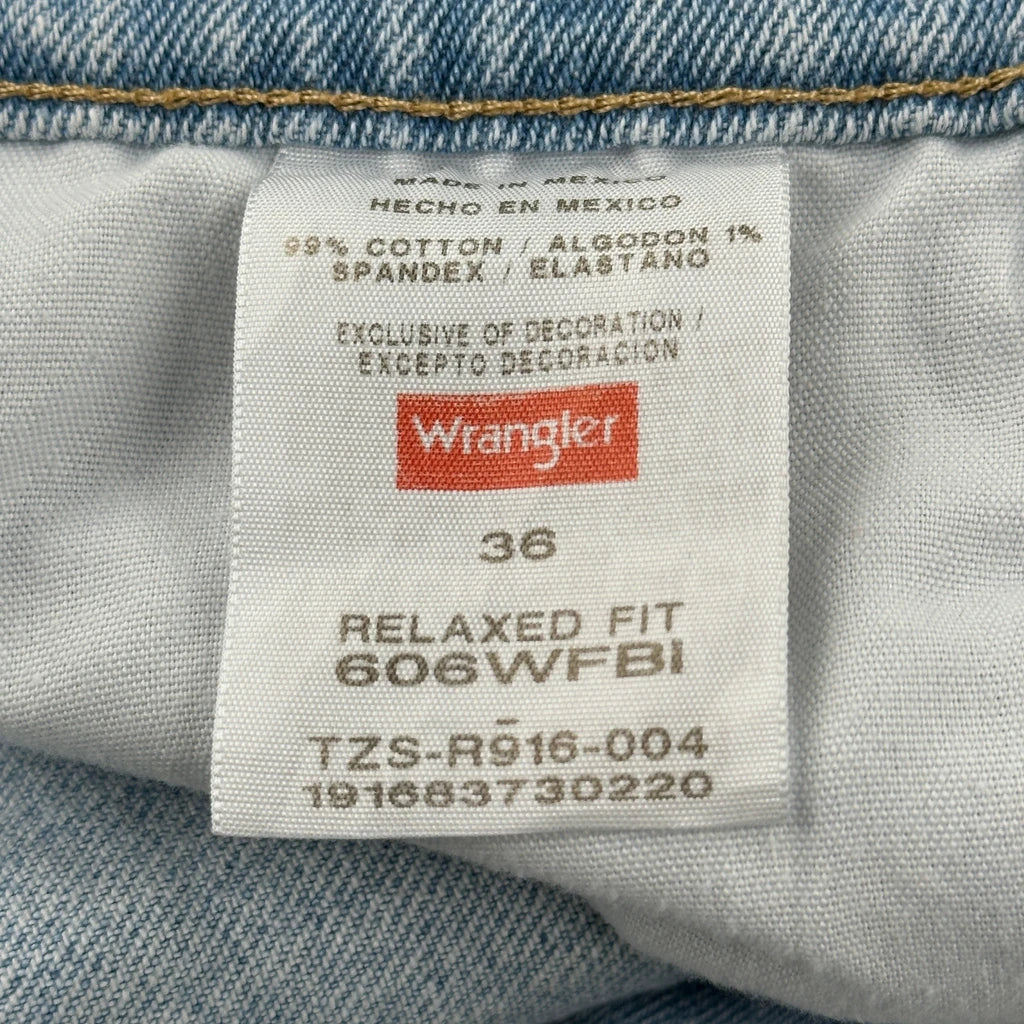 MADE IN MEXICO
HECHO EN MEXICO
99% COTTON / ALGODON 1%
SPANDEX / ELASTANO
EXCLUSIVE OF DECORATION /
EXCEPTO DECORACION
Wrangler
36
RELAXED FIT
606WFBI
-
TZS-R916-004
191683730220